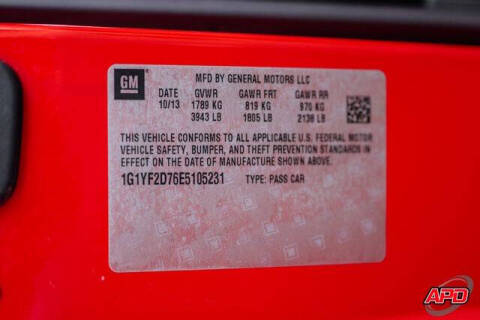 GM
MFD BY GENERAL MOTORS LLC
DATE GVWR GAWR FRT GAWR RR
10/13 1789 KG 819 KG 970 KG
3943 LB 1805 LB 2138 LB
THIS VEHICLE CONFORMS TO ALL APPLICABLE U.S. FEDERAL MOTOR
VEHICLE SAFETY, BUMPER, AND THEFT PREVENTION STANDARDS
IN EFFECT ON THE DATE OF MANUFACTURE SHOWN ABOVE.
1G1YF2D76E5105231 TYPE: PASS CAR
APD